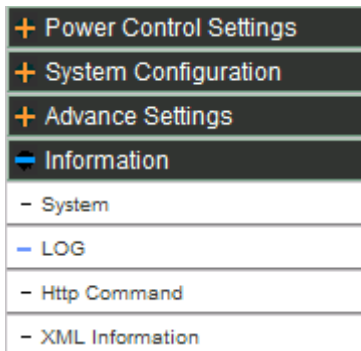 + Power Control Settings
+ System Configuration
+ Advance Settings
- Information
- System
- LOG
- Http Command
- XML Information